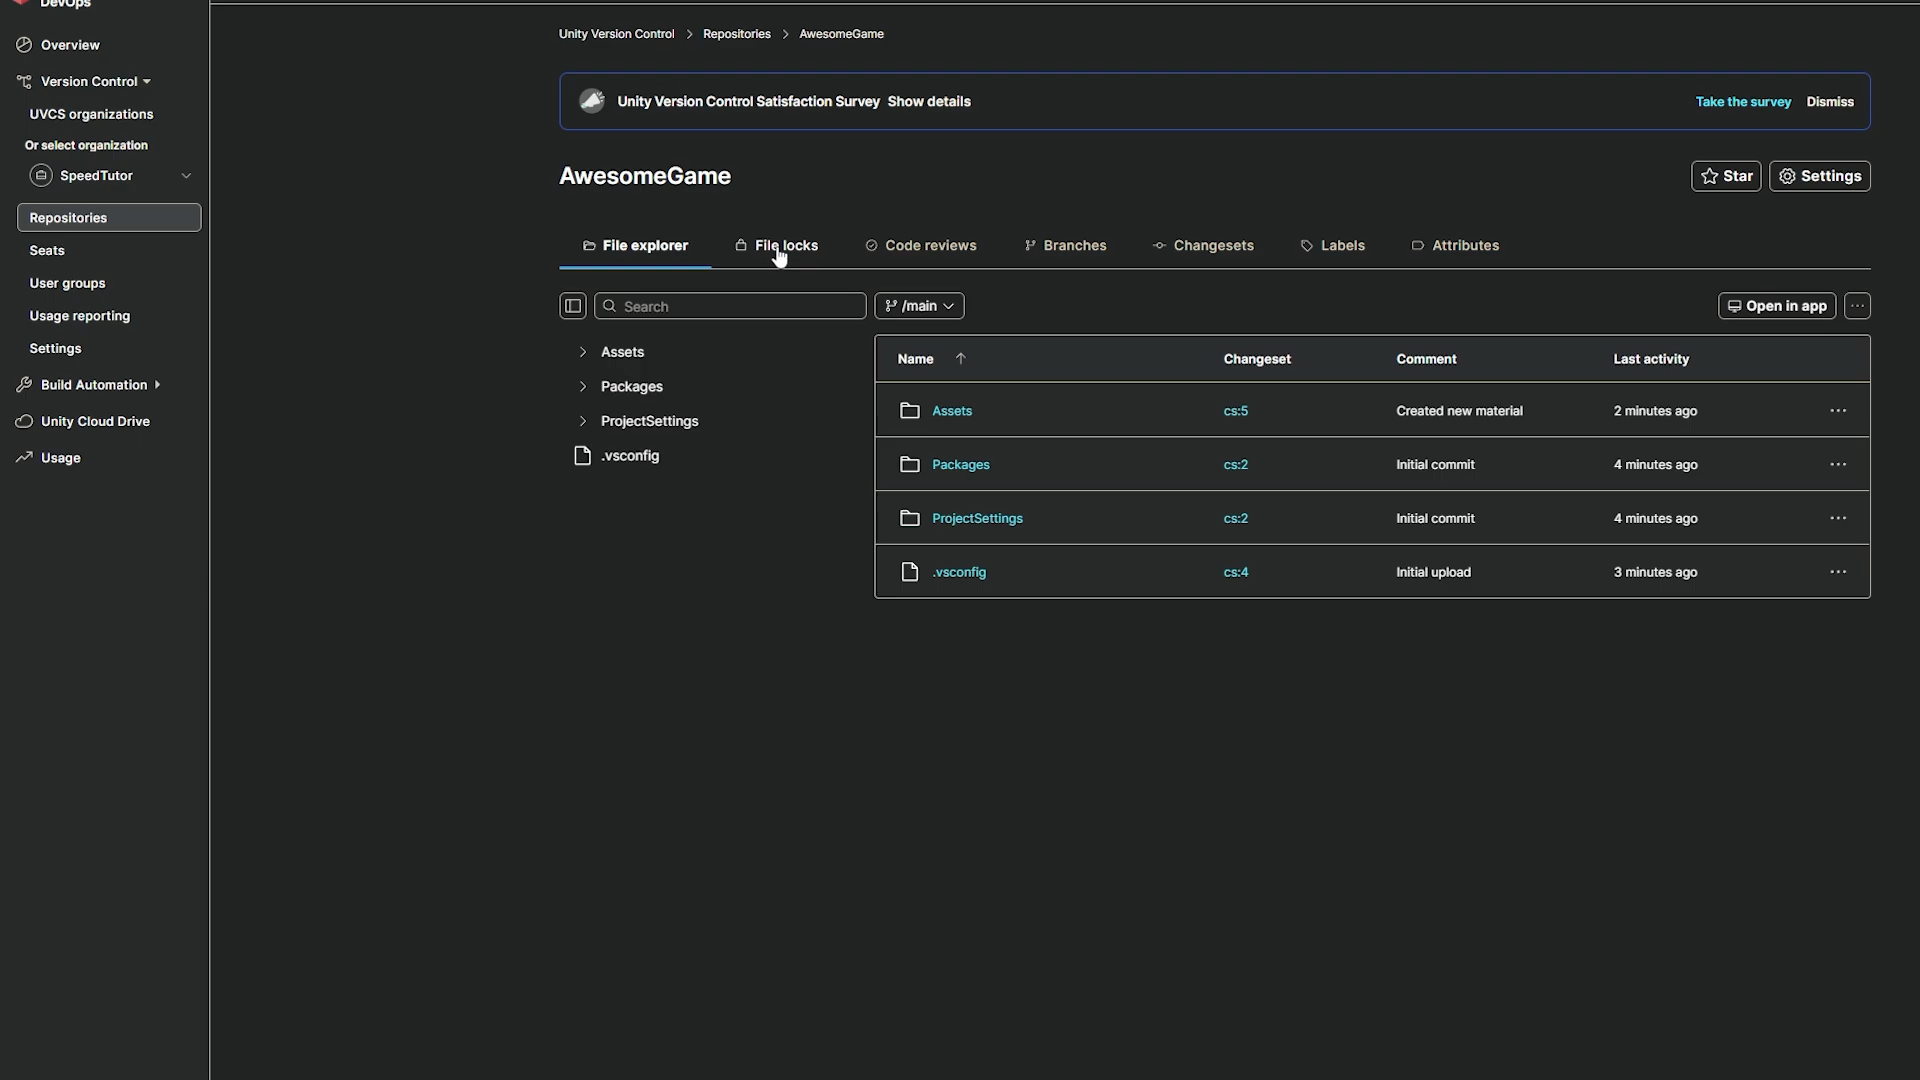 DevOps
Overview
Version Control
UVCS organizations
Or select organization
SpeedTutor
Repositories
Seats
User groups
Usage reporting
Settings
Build Automation
Unity Cloud Drive
Usage
Unity Version Control > Repositories > AwesomeGame
Unity Version Control Satisfaction Survey Show details Take the survey Dismiss
AwesomeGame Star Settings
File explorer File locks Code reviews Branches Changesets Labels Attributes
Search /main Open in app ...
Assets
Packages
ProjectSettings
.vsconfig
Name Changeset Comment Last activity
Assets cs:5 Created new material 2 minutes ago ...
Packages cs:2 Initial commit 4 minutes ago ...
ProjectSettings cs:2 Initial commit 4 minutes ago ...
.vsconfig cs:4 Initial upload 3 minutes ago ...